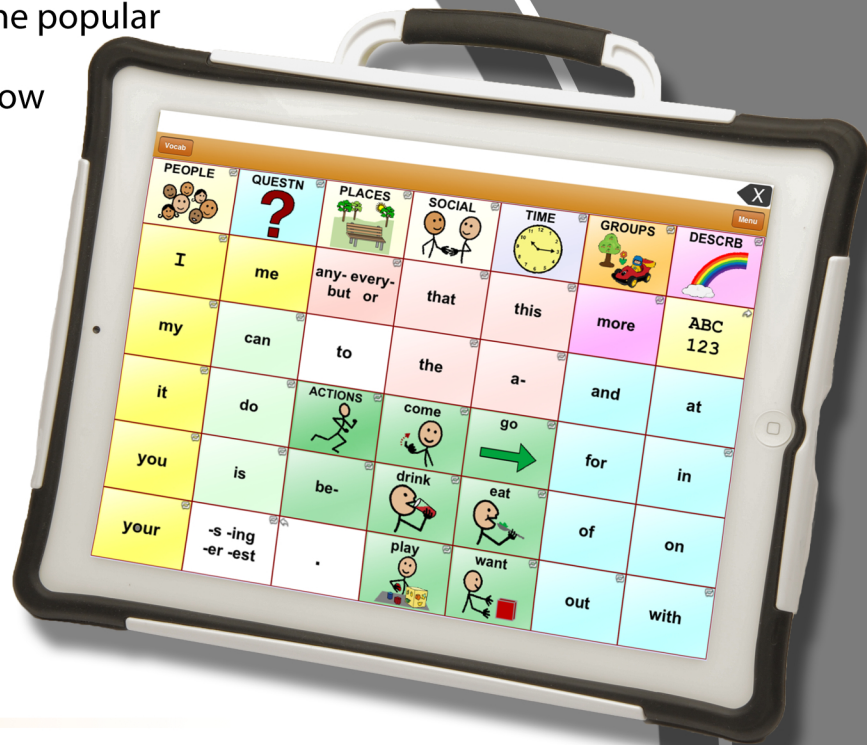 he popular
ow
X
Vocab
Menu
PEOPLE QUESTN PLACES SOCIAL TIME GROUPS DESCRB
I me any- every- that this more ABC
but or
123
my can to the a- and at
it do ACTIONS come go for in
you is be- drink eat of on
your -s -ing . play want out with
-er -est